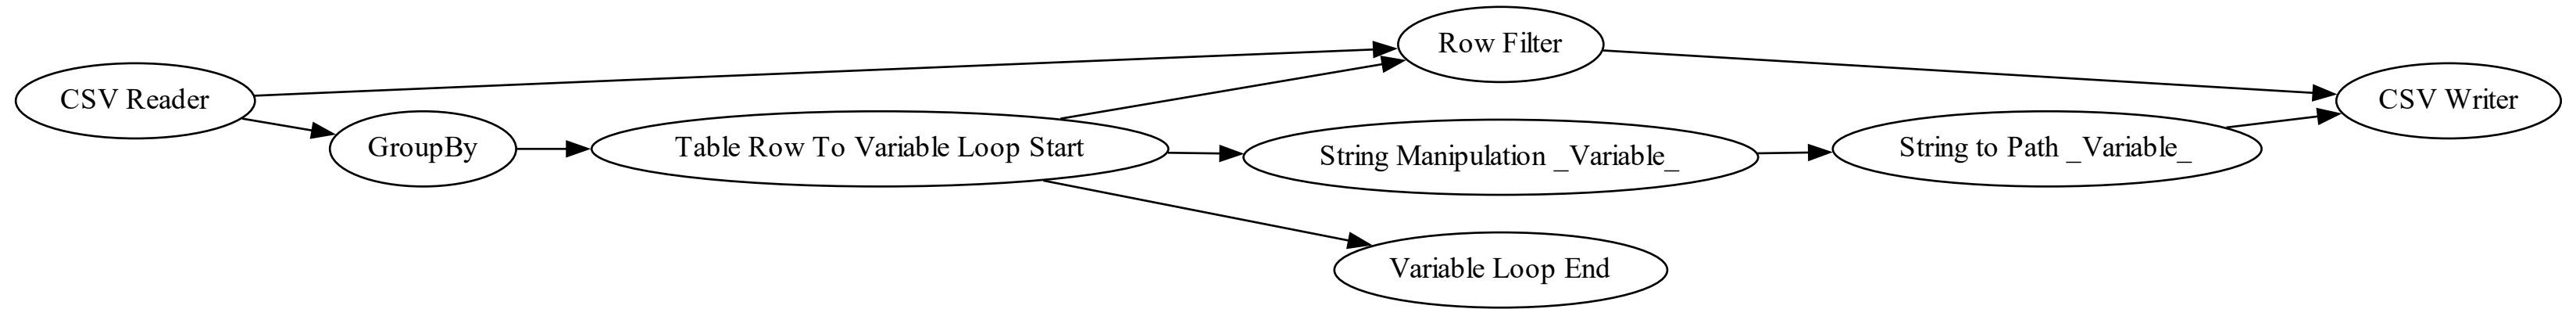 CSV Reader
GroupBy
Table Row To Variable Loop Start
Row Filter
String Manipulation _Variable_
Variable Loop End
String to Path _Variable_
CSV Writer